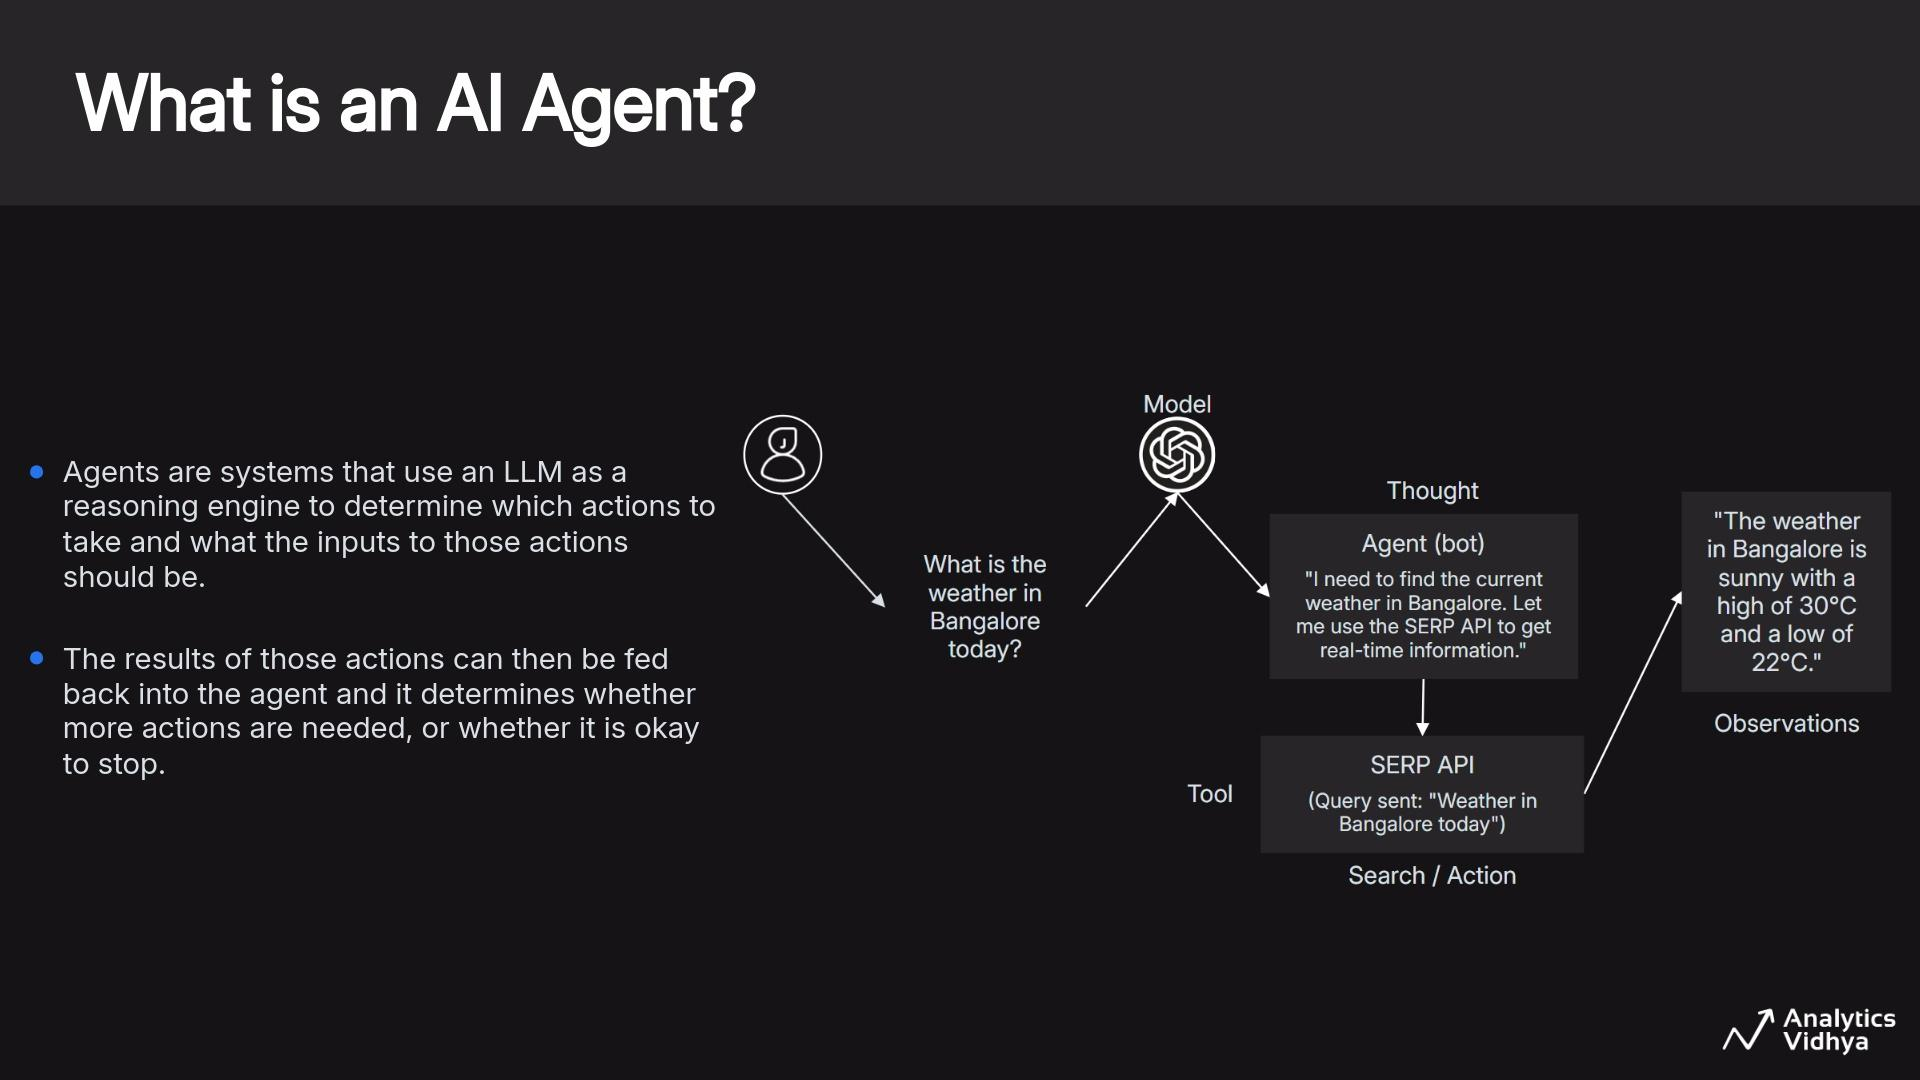 What is an AI Agent?
Agents are systems that use an LLM as a
reasoning engine to determine which actions to
take and what the inputs to those actions
should be.
The results of those actions can then be fed
back into the agent and it determines whether
more actions are needed, or whether it is okay
to stop.
What is the
weather in
Bangalore
today?
Model
Thought
Agent (bot)
"I need to find the current
weather in Bangalore. Let
me use the SERP API to get
real-time information."
Tool
SERP API
(Query sent: "Weather in
Bangalore today")
Search / Action
"The weather
in Bangalore is
sunny with a
high of 30°C
and a low of
22°C."
Observations
Analytics
Vidhya